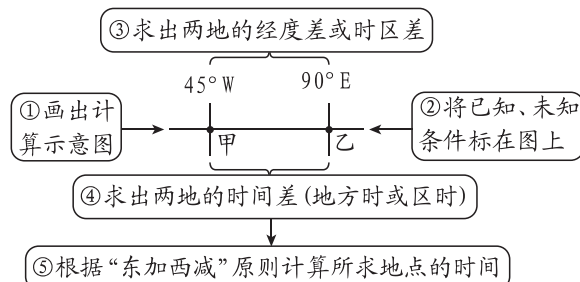 ③求出两地的经度差或时区差
45°W 90°E
①画出计
算示意图
甲 乙
②将已知、未知
条件标在图上
④求出两地的时间差(地方时或区时)
⑤根据“东加西减”原则计算所求地点的时间